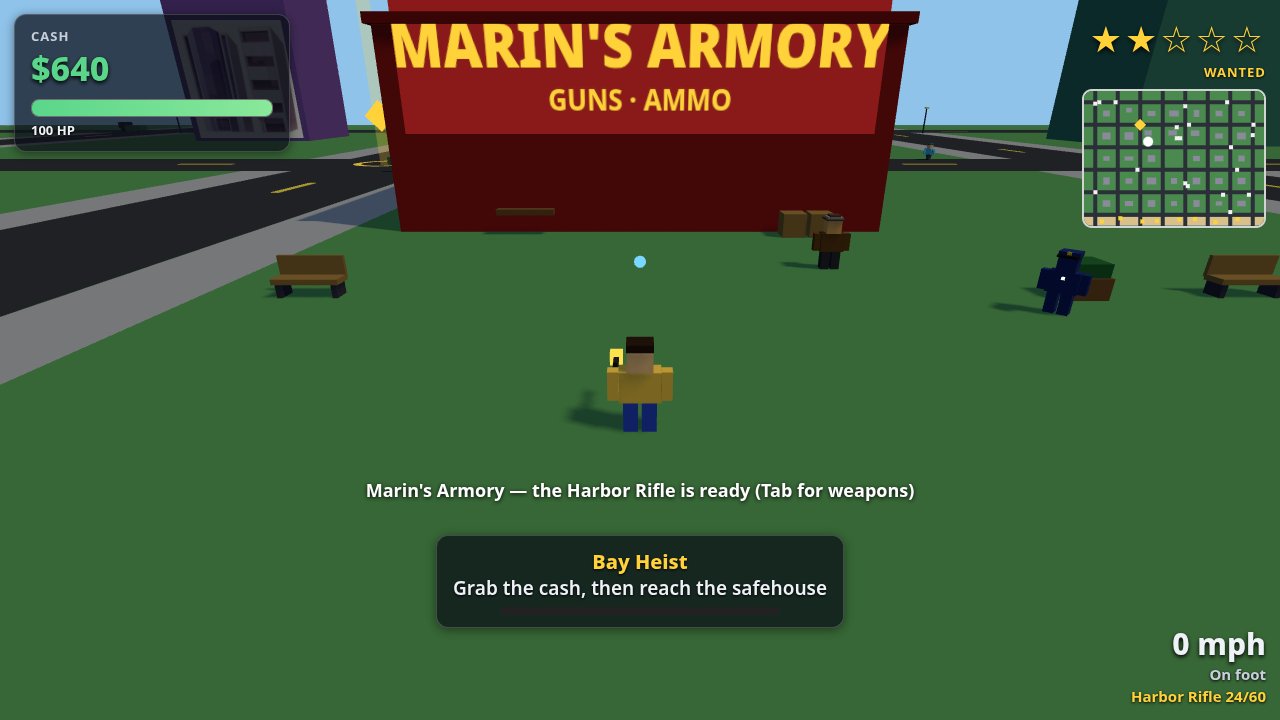 CASH
$640
100 HP
MARIN'S ARMORY
GUNS · AMMO
WANTED
Marin's Armory — the Harbor Rifle is ready (Tab for weapons)
Bay Heist
Grab the cash, then reach the safehouse
0 mph
On foot
Harbor Rifle 24/60